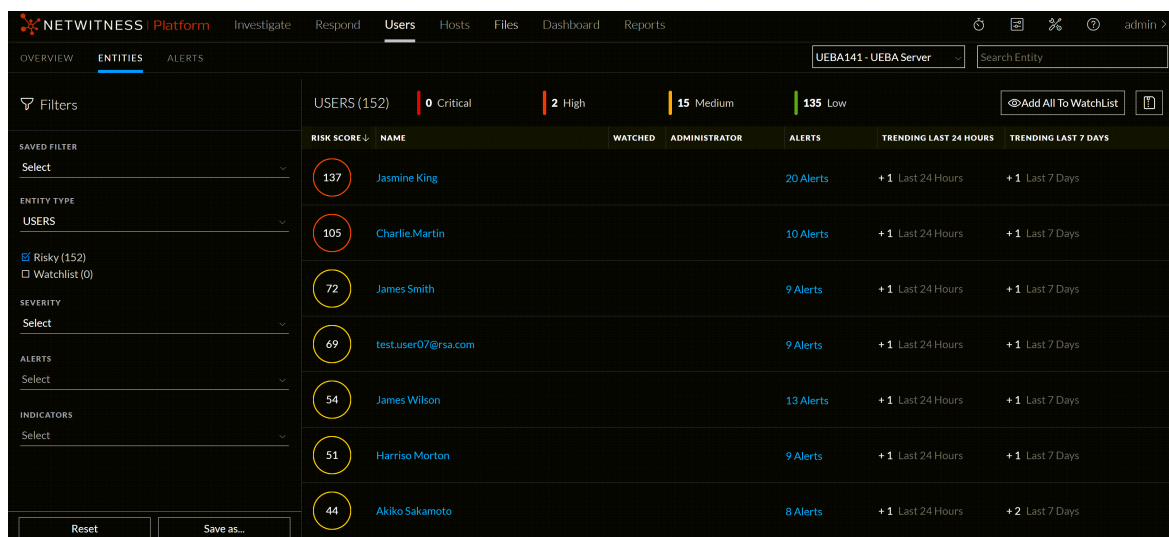 NETWITNESS | Platform Investigate Respond Users Hosts Files Dashboard Reports admin >
OVERVIEW ENTITIES ALERTS UEBA141 - UEBA Server Search Entity
Filters
USERS (152) 0 Critical 2 High 15 Medium 135 Low Add All To WatchList
RISK SCORE↓ NAME WATCHED ADMINISTRATOR ALERTS TRENDING LAST 24 HOURS TRENDING LAST 7 DAYS
SAVED FILTER
Select
ENTITY TYPE
USERS
Risky (152)
Watchlist (0)
SEVERITY
Select
ALERTS
Select
INDICATORS
Select
Reset Save as...
137 Jasmine King 20 Alerts + 1 Last 24 Hours + 1 Last 7 Days
105 Charlie.Martin 10 Alerts + 1 Last 24 Hours + 1 Last 7 Days
72 James Smith 9 Alerts + 1 Last 24 Hours + 1 Last 7 Days
69 test.user07@rsa.com 9 Alerts + 1 Last 24 Hours + 1 Last 7 Days
54 James Wilson 13 Alerts + 1 Last 24 Hours + 1 Last 7 Days
51 Harriso Morton 9 Alerts + 1 Last 24 Hours + 1 Last 7 Days
44 Akiko Sakamoto 8 Alerts + 1 Last 24 Hours + 2 Last 7 Days